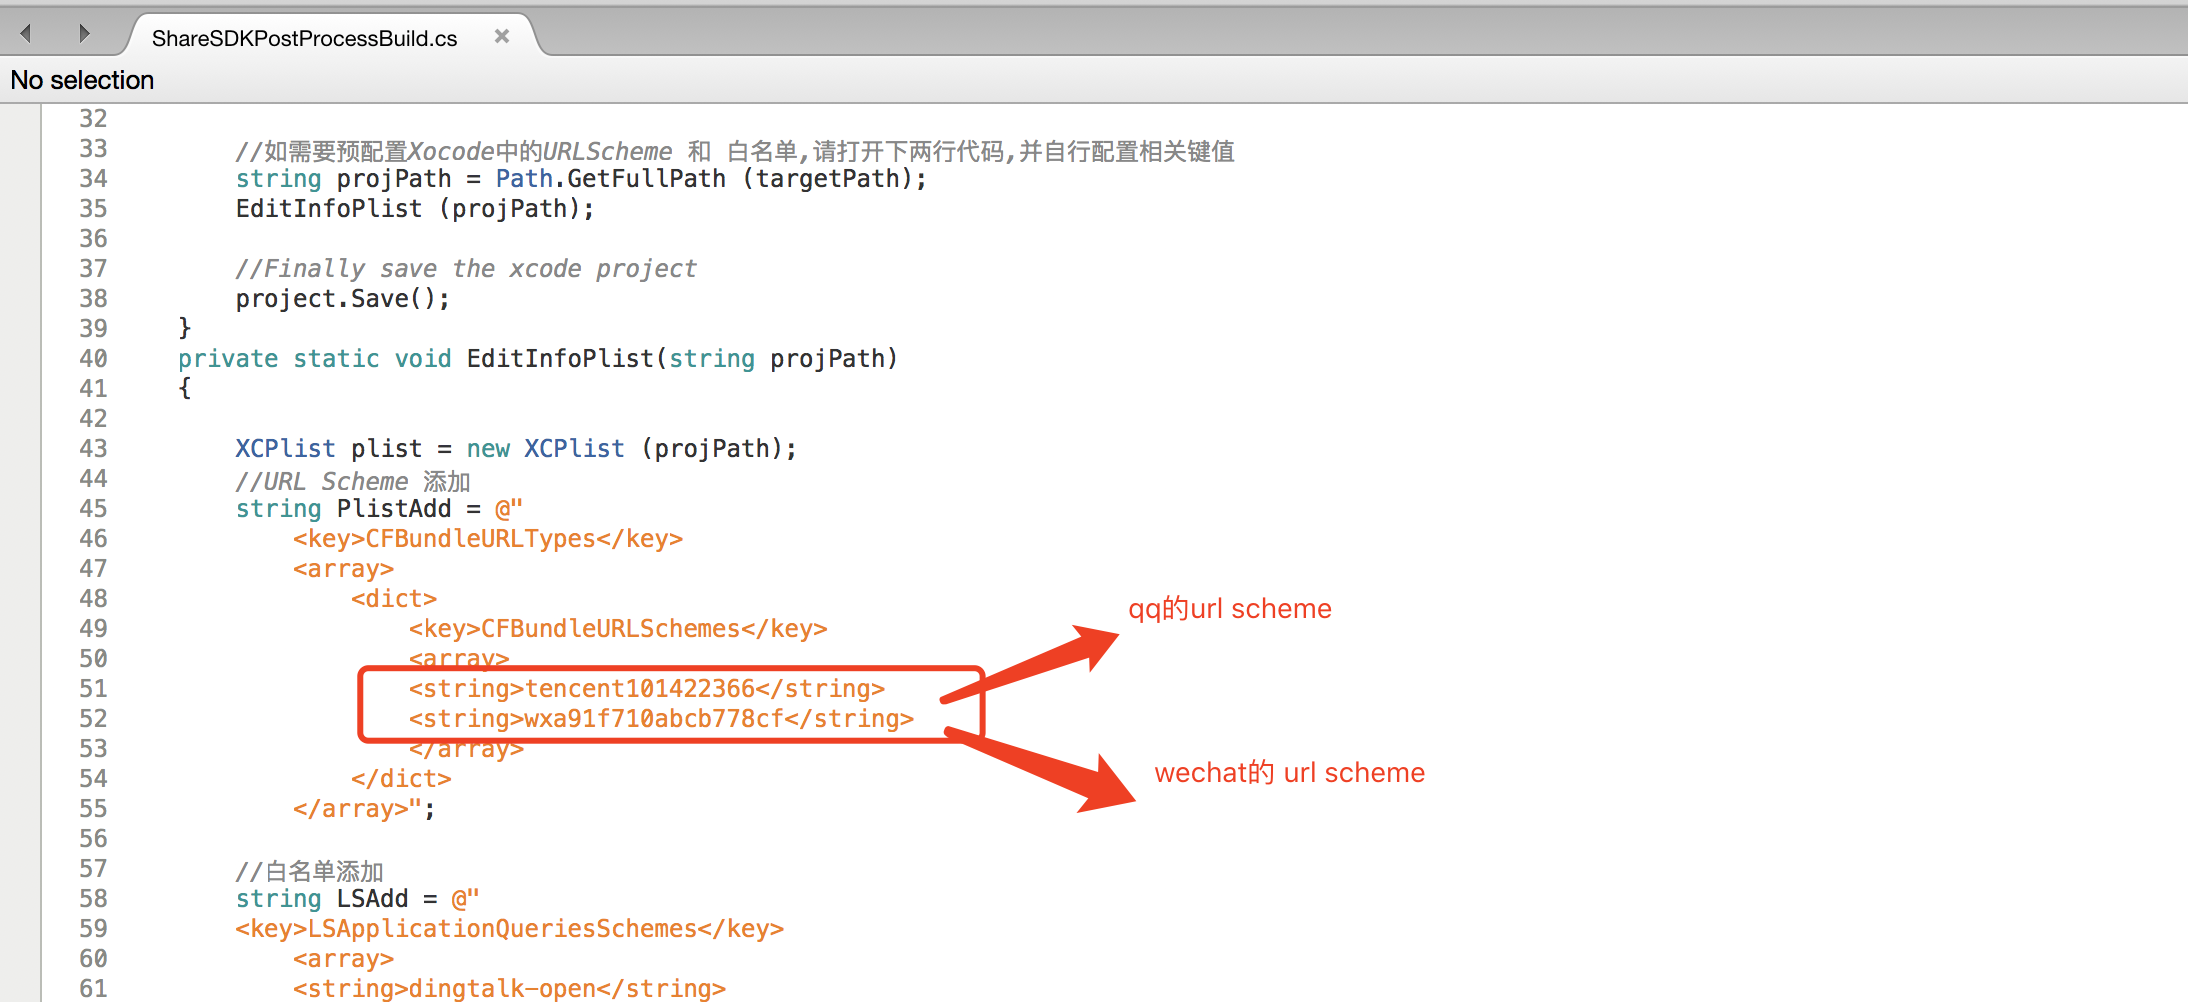 ShareSDKPostProcessBuild.cs
No selection
32
33 //如需要预配置Xocode中的URLScheme 和 白名单,请打开下两行代码,并自行配置相关键值
34 string projPath = Path.GetFullPath (targetPath);
35 EditInfoPlist (projPath);
36
37 //Finally save the xcode project
38 project.Save();
39 }
40 private static void EditInfoPlist(string projPath)
41 {
42
43 XCPlist plist = new XCPlist (projPath);
44 //URL Scheme 添加
45 string PlistAdd = @"
46 <key>CFBundleURLTypes</key>
47 <array>
48 <dict>
qq的url scheme
49 <key>CFBundleURLSchemes</key>
50 <array>
51 <string>tencent101422366</string>
52 <string>wxa91f710abcb778cf</string>
53 </array>
wechat的 url scheme
54 </dict>
55 </array>";
56
57 //白名单添加
58 string LSAdd = @"
59 <key>LSApplicationQueriesSchemes</key>
60 <array>
61 <string>dingtalk-open</string>